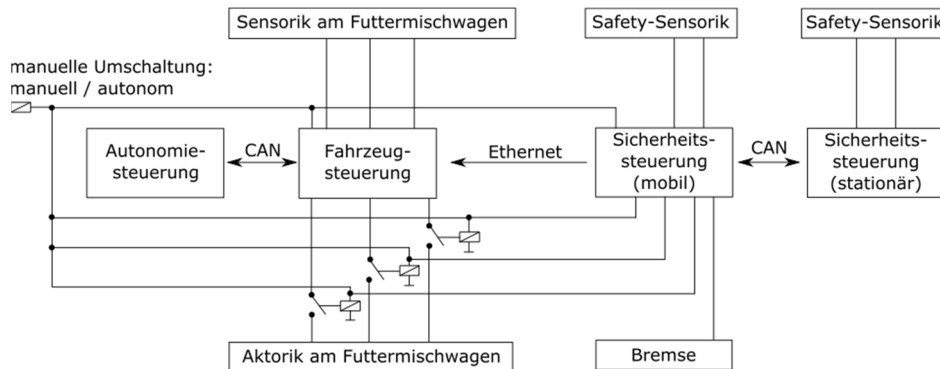 Sensorik am Futtermischwagen
Safety-Sensorik
Safety-Sensorik
manuelle Umschaltung:
manuell / autonom
Autonomie-
steuerung
CAN
Fahrzeug-
steuerung
Ethernet
Sicherheits-
steuerung
(mobil)
CAN
Sicherheits-
steuerung
(stationär)
Aktorik am Futtermischwagen
Bremse